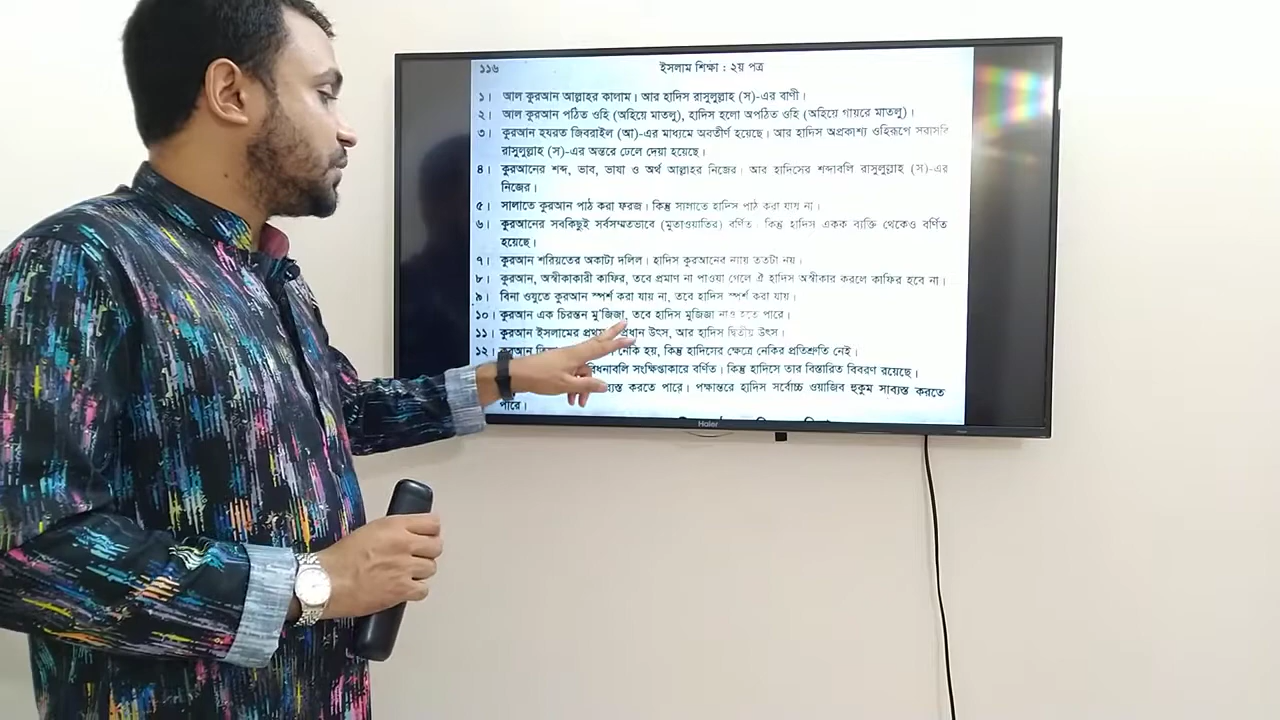 ১১৬ ইসলাম শিক্ষা : ২য় পত্র
১। আল কুরআন আল্লাহর কালাম। আর হাদিস রাসুলুল্লাহ (স)-এর বাণী।
২। আল কুরআন পঠিত ওহি (অহিয়ে মাতলু), হাদিস হলো অপঠিত ওহি (অহিয়ে গায়রে মাতলু)।
৩। কুরআন হযরত জিবরাইল (আ)-এর মাধ্যমে অবতীর্ণ হয়েছে। আর হাদিস অপ্রকাশ্য ওহিরূপে সরাসরি
রাসুলুল্লাহ (স)-এর অন্তরে ঢেলে দেয়া হয়েছে।
৪। কুরআনের শব্দ, ভাব, ভাষা ও অর্থ আল্লাহর নিজের। আর হাদিসের শব্দাবলি রাসুলুল্লাহ (স)-এর
নিজের।
৫। সালাতে কুরআন পাঠ করা ফরজ। কিন্তু সালাতে হাদিস পাঠ করা যায় না।
৬। কুরআনের সবকিছুই সর্বসম্মতভাবে (মুতাওয়াতির) বর্ণিত, কিন্তু হাদিস একক ব্যক্তি থেকেও বর্ণিত
হয়েছে।
৭। কুরআন শরিয়তের অকাট্য দলিল। হাদিস কুরআনের ন্যায় ততটা নয়।
৮। কুরআন, অস্বীকাকারী কাফির, তবে প্রমাণ না পাওয়া গেলে ঐ হাদিস অস্বীকার করলে কাফির হবে না।
৯। বিনা ওযুতে কুরআন স্পর্শ করা যায় না, তবে হাদিস স্পর্শ করা যায়।
১০। কুরআন এক চিরন্তন মু'জিজা, তবে হাদিস মুজিজা নাও হতে পারে।
১১। কুরআন ইসলামের প্রথম প্রধান উৎস, আর হাদিস দ্বিতীয় উৎস।
১২। কুরআন নেকি হয়, কিন্তু হাদিসের ক্ষেত্রে নেকির প্রতিশ্রুতি নেই।
সংক্ষিপ্তাকারে বর্ণিত। কিন্তু হাদিসে তার বিস্তারিত বিবরণ রয়েছে।
করতে পারে। পক্ষান্তরে হাদিস সর্বোচ্চ ওয়াজিব হুকুম সাব্যস্ত করতে
পারে।
Haier